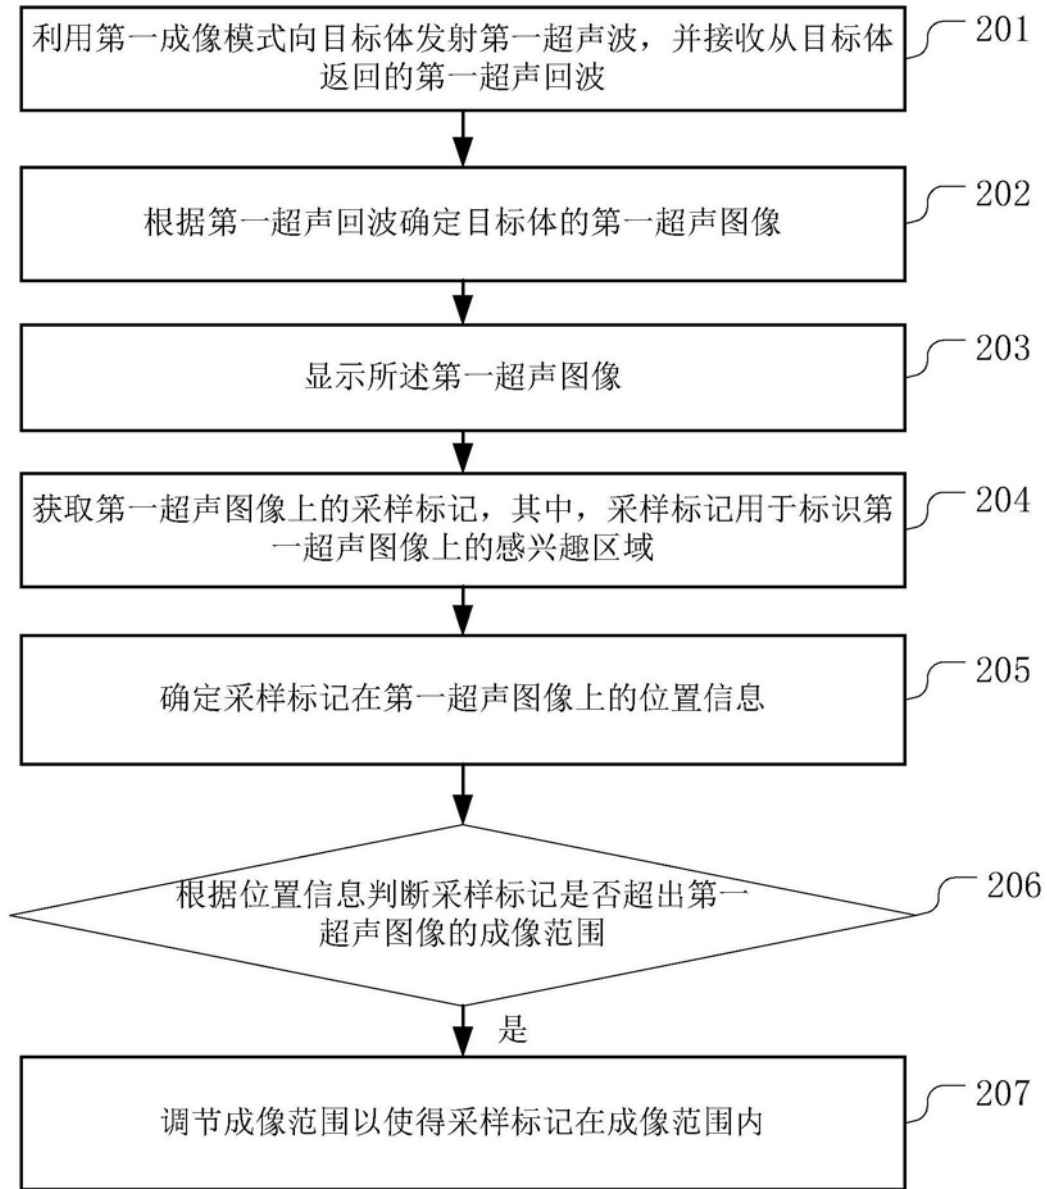 利用第一成像模式向目标体发射第一超声波，并接收从目标体
返回的第一超声回波
201
根据第一超声回波确定目标体的第一超声图像
202
显示所述第一超声图像
203
获取第一超声图像上的采样标记，其中，采样标记用于标识第
一超声图像上的感兴趣区域
204
确定采样标记在第一超声图像上的位置信息
205
根据位置信息判断采样标记是否超出第一
超声图像的成像范围
206
是
调节成像范围以使得采样标记在成像范围内
207